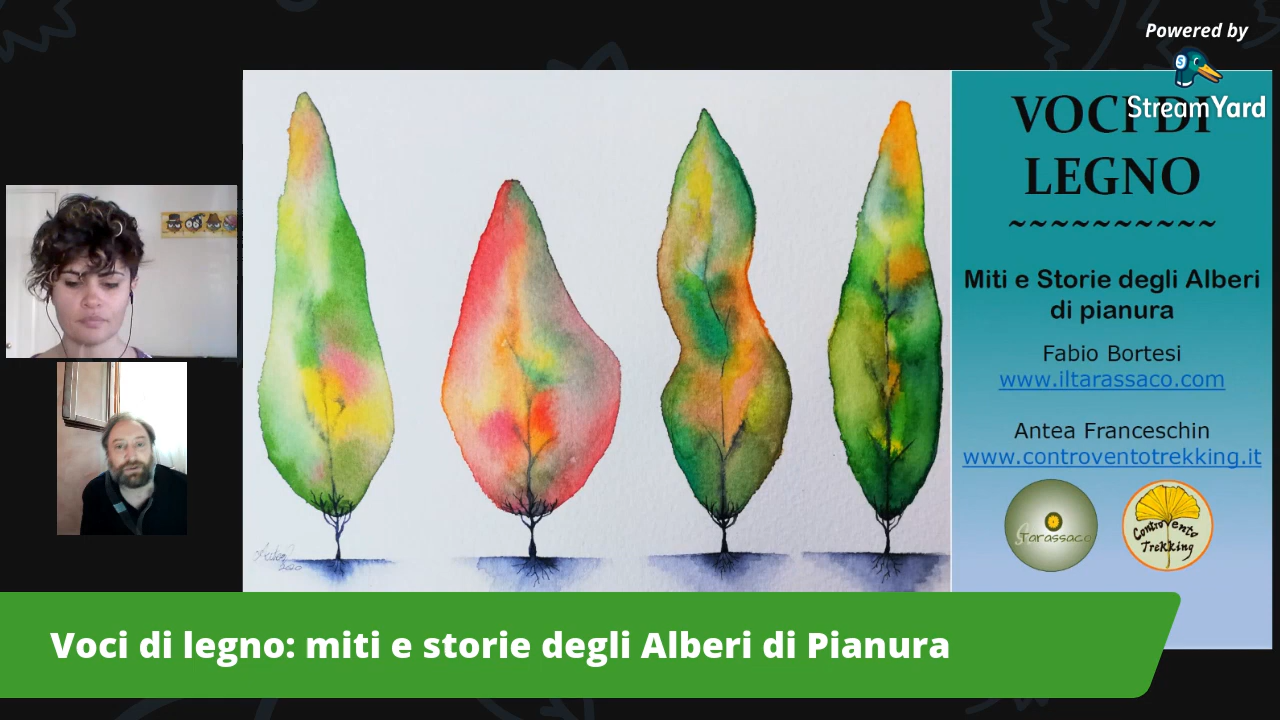 Powered by
StreamYard
VOCI DI
LEGNO
~~~~~~~~~~
Miti e Storie degli Alberi
di pianura
Fabio Bortesi
www.iltarassaco.com
Antea Franceschin
www.controventotrekking.it
Tarassaco
ControVento
Trekking
2020
Voci di legno: miti e storie degli Alberi di Pianura